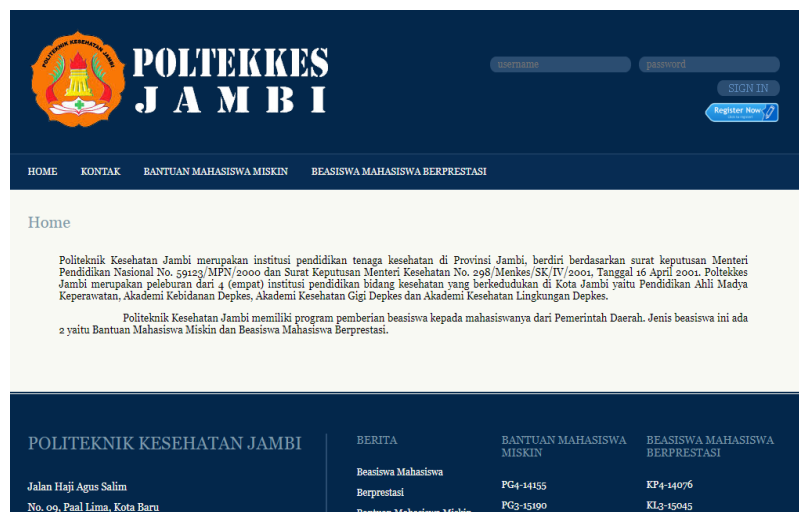 POLITEKNIK KESEHATAN JAMBI
POLTEKKES
JAMBI
username
password
SIGN IN
Register Now
HOME
KONTAK
BANTUAN MAHASISWA MISKIN
BEASISWA MAHASISWA BERPRESTASI
Home
Politeknik Kesehatan Jambi merupakan institusi pendidikan tenaga kesehatan di Provinsi Jambi, berdiri berdasarkan surat keputusan Menteri
Pendidikan Nasional No. 59123/MPN/2000 dan Surat Keputusan Menteri Kesehatan No. 298/Menkes/SK/IV/2001, Tanggal 16 April 2001. Poltekkes
Jambi merupakan peleburan dari 4 (empat) institusi pendidikan bidang kesehatan yang berkedudukan di Kota Jambi yaitu Pendidikan Ahli Madya
Keperawatan, Akademi Kebidanan Depkes, Akademi Kesehatan Gigi Depkes dan Akademi Kesehatan Lingkungan Depkes.
Politeknik Kesehatan Jambi memiliki program pemberian beasiswa kepada mahasiswanya dari Pemerintah Daerah. Jenis beasiswa ini ada
2 yaitu Bantuan Mahasiswa Miskin dan Beasiswa Mahasiswa Berprestasi.
POLITEKNIK KESEHATAN JAMBI
Jalan Haji Agus Salim
No. 09, Paal Lima, Kota Baru
BERITA
Beasiswa Mahasiswa
Berprestasi
Bantuan Mahasiswa Miskin
BANTUAN MAHASISWA
MISKIN
PG4-14155
PG3-15190
BEASISWA MAHASISWA
BERPRESTASI
KP4-14076
KL3-15045